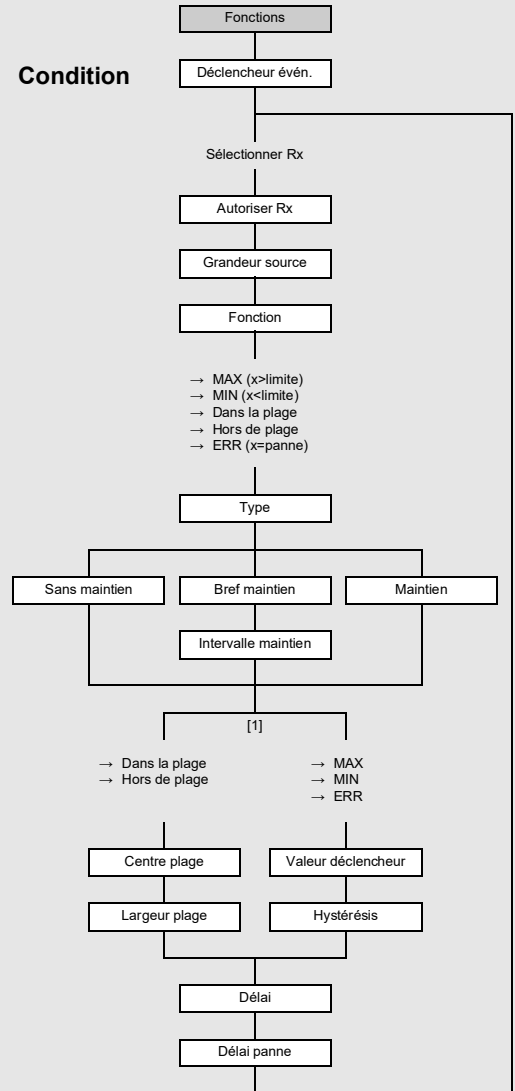 Fonctions
Condition
Déclencheur évén.
Sélectionner Rx
Autoriser Rx
Grandeur source
Fonction
→ MAX (x>limite)
→ MIN (x<limite)
→ Dans la plage
→ Hors de plage
→ ERR (x=panne)
Type
Sans maintien
Bref maintien
Maintien
Intervalle maintien
[1]
→ Dans la plage
→ Hors de plage
→ MAX
→ MIN
→ ERR
Centre plage
Valeur déclencheur
Largeur plage
Hystérésis
Délai
Délai panne